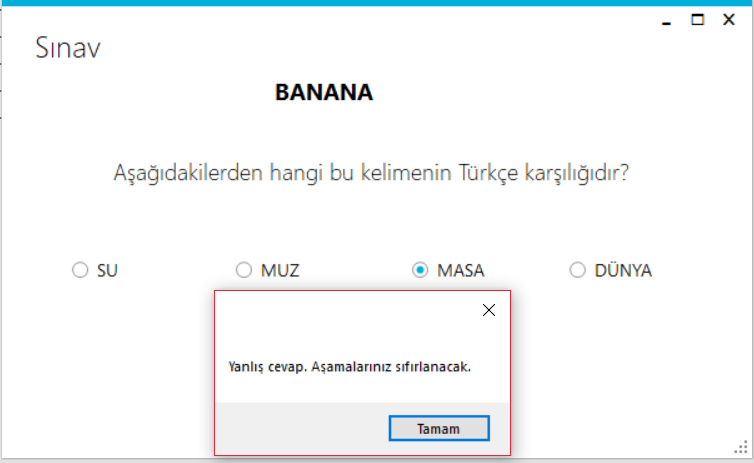 Sınav
BANANA
Aşağıdakilerden hangi bu kelimenin Türkçe karşılığıdır?
SU MUZ MASA DÜNYA
Yanlış cevap. Aşamalarınız sıfırlanacak.
Tamam